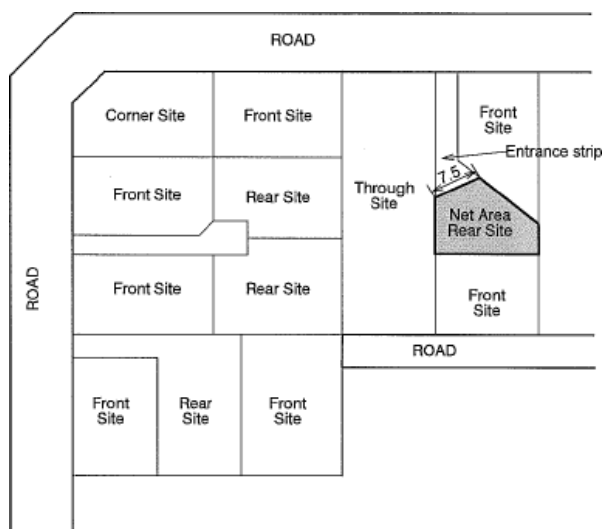 ROAD
Corner Site
Front Site
Front
Site
Entrance strip
7.5
Front Site
Rear Site
Through
Site
Net Area
Rear Site
ROAD
Front Site
Rear Site
Front
Site
ROAD
Front
Site
Rear
Site
Front
Site